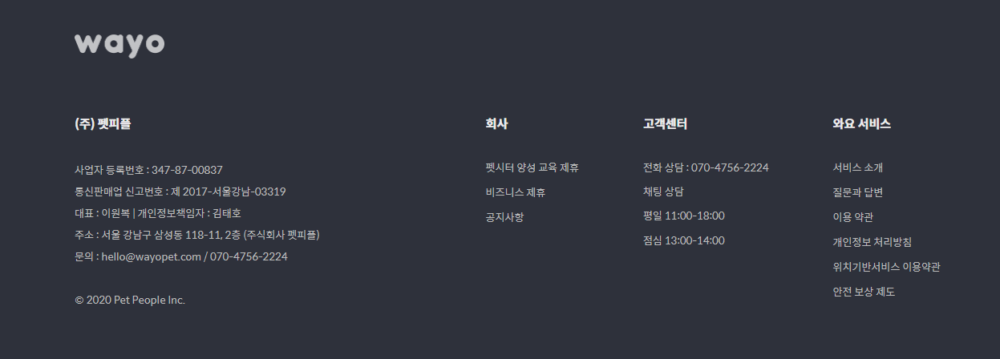 wayo
(주) 펫피플
사업자 등록번호 : 347-87-00837
통신판매업 신고번호 : 제 2017-서울강남-03319
대표 : 이원복 | 개인정보책임자 : 김태호
주소 : 서울 강남구 삼성동 118-11, 2층 (주식회사 펫피플)
문의 : hello@wayopet.com / 070-4756-2224
© 2020 Pet People Inc.
회사
펫시터 양성 교육 제휴
비즈니스 제휴
공지사항
고객센터
전화 상담 : 070-4756-2224
채팅 상담
평일 11:00-18:00
점심 13:00-14:00
와요 서비스
서비스 소개
질문과 답변
이용 약관
개인정보 처리방침
위치기반서비스 이용약관
안전 보상 제도